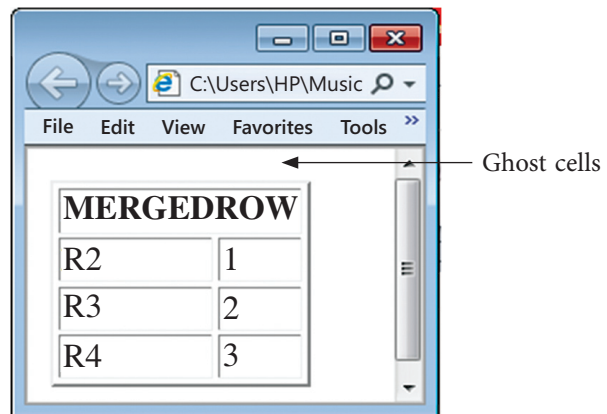 C:\Users\HP\Music
File Edit View Favorites Tools »
Ghost cells
MERGEDROW
R2 1
R3 2
R4 3